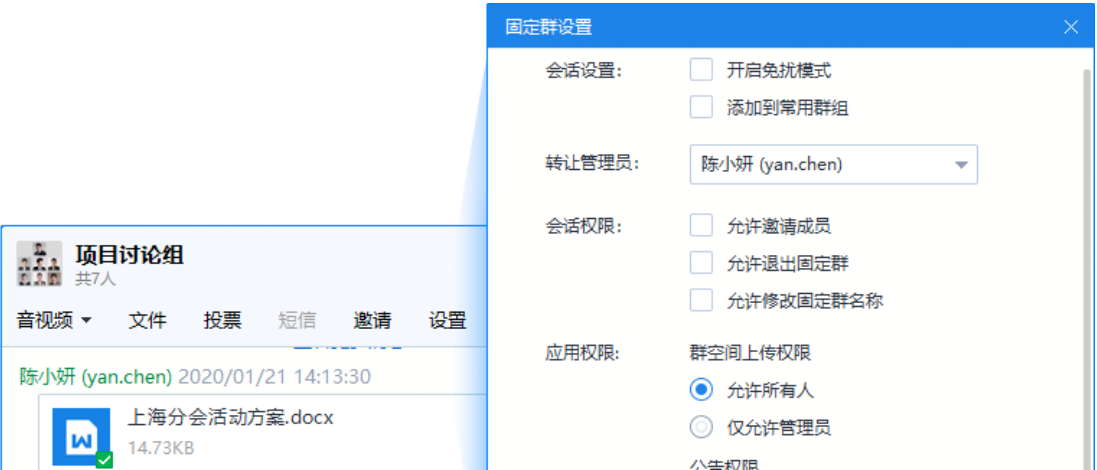 固定群设置
会话设置:
开启免扰模式
添加到常用群组
转让管理员:
陈小妍 (yan.chen)
会话权限:
允许邀请成员
允许退出固定群
允许修改固定群名称
应用权限:
群空间上传权限
允许所有人
仅允许管理员
公告权限
项目讨论组
共7人
音视频 文件 投票 短信 邀请 设置
陈小妍 (yan.chen) 2020/01/21 14:13:30
上海分会活动方案.docx
14.73KB